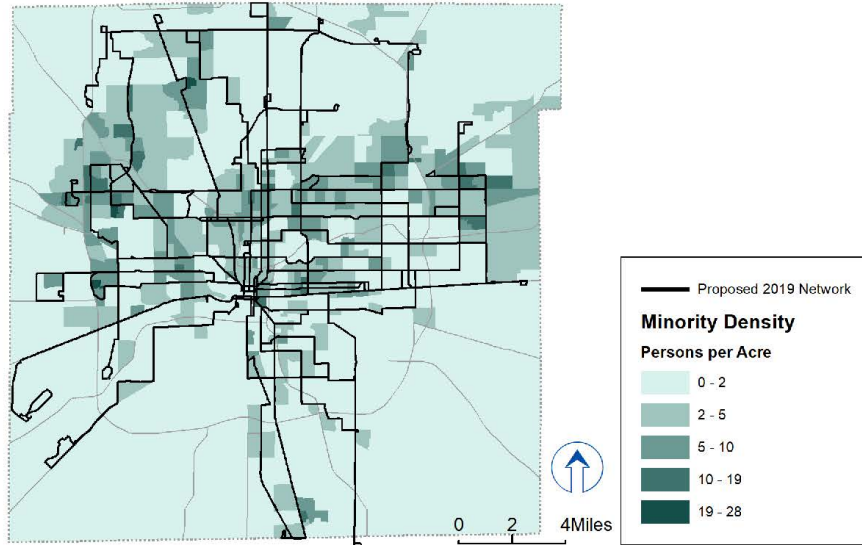 Proposed 2019 Network
Minority Density
Persons per Acre
0 - 2
2 - 5
5 - 10
10 - 19
19 - 28
0 2 4Miles